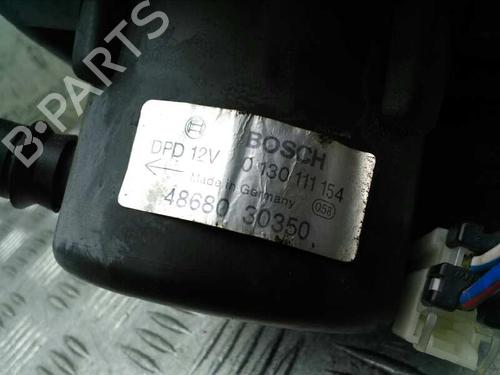 B-PARTS
BOSCH
DPD 12V 0 130 111 154
Made in Germany 058
48680 30350